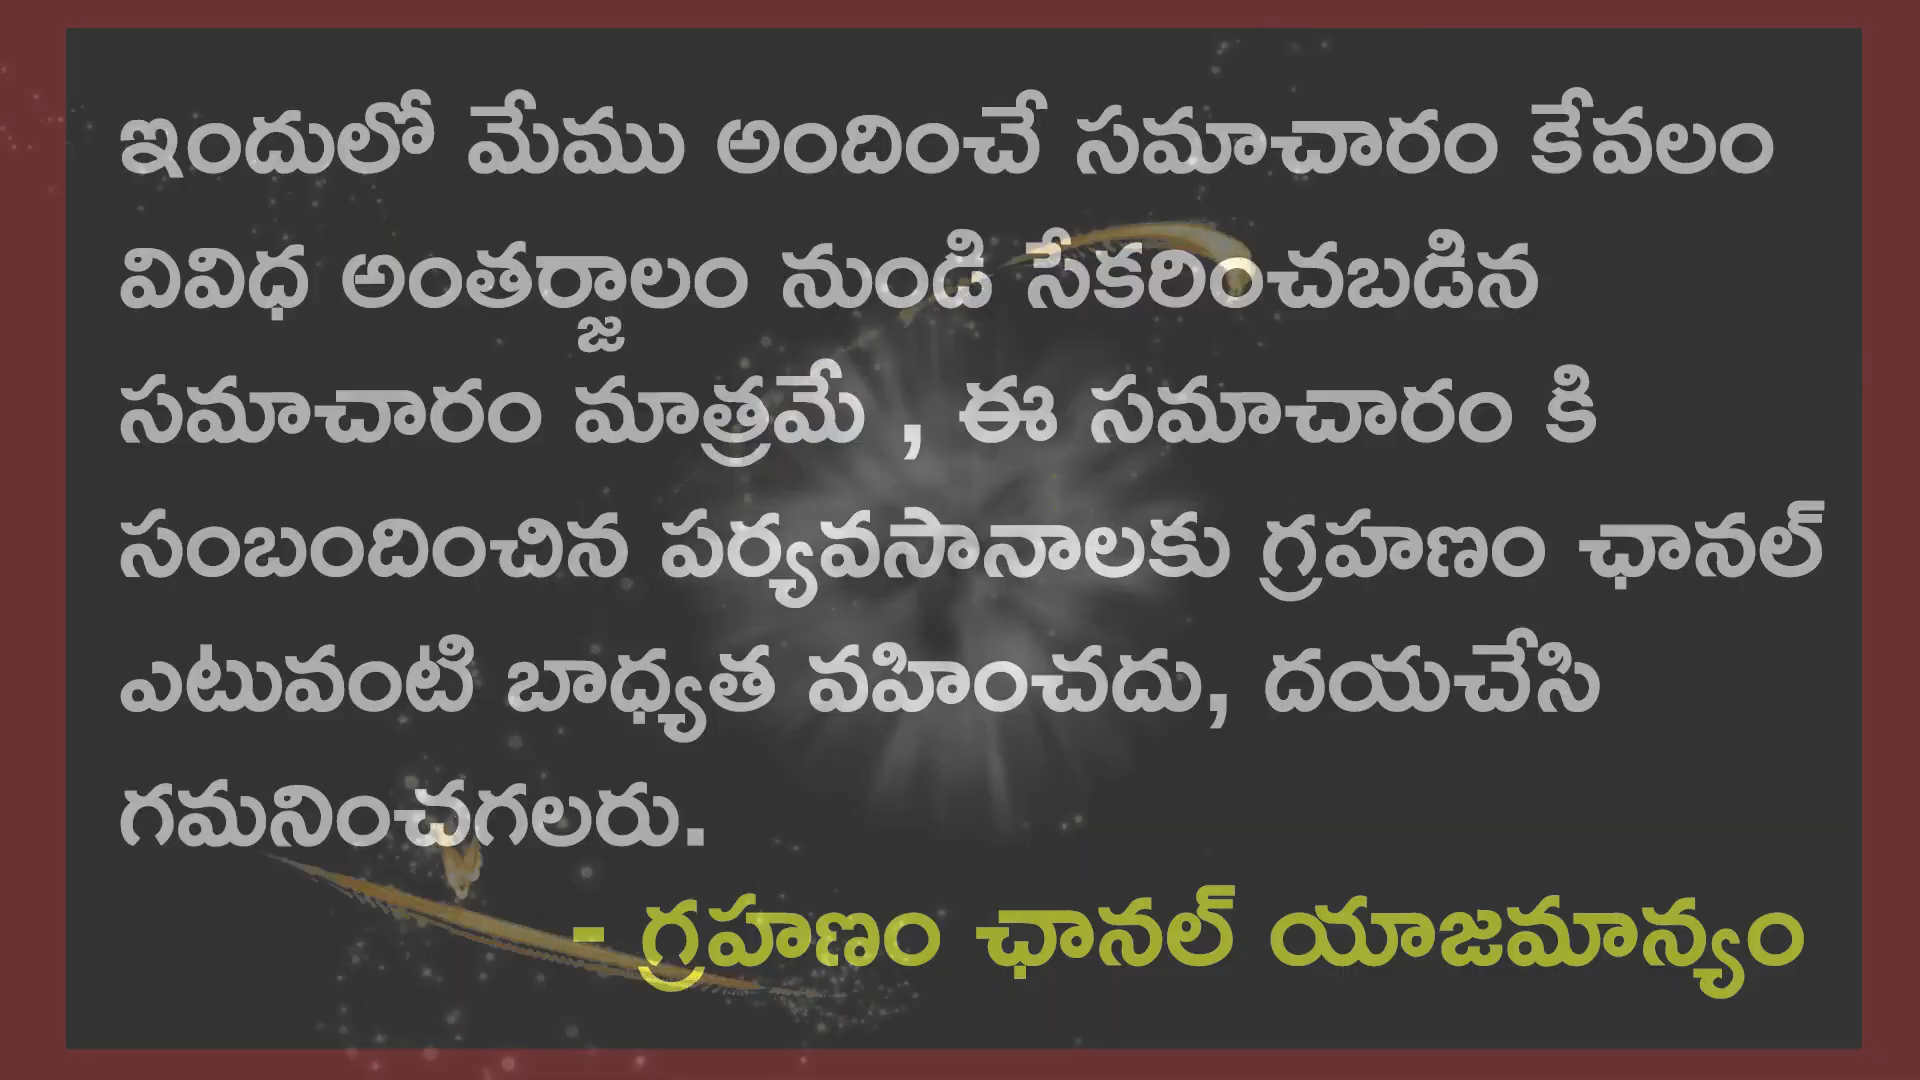 ఇందులో మేము అందించే సమాచారం కేవలం
వివిధ అంతర్జాలం నుండి సేకరించబడిన
సమాచారం మాత్రమే , ఈ సమాచారం కి
సంబందించిన పర్యవసానాలకు గ్రహణం ఛానల్
ఎటువంటి బాధ్యత వహించదు, దయచేసి
గమనించగలరు.
- గ్రహణం ఛానల్ యాజమాన్యం